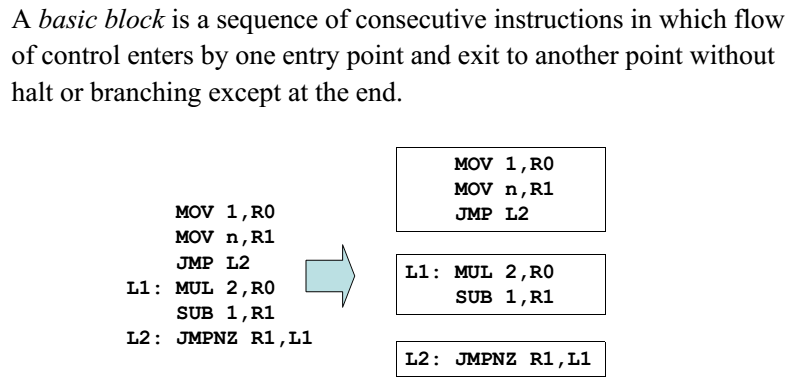 A basic block is a sequence of consecutive instructions in which flow
of control enters by one entry point and exit to another point without
halt or branching except at the end.
MOV 1,R0
MOV n,R1
JMP L2
L1: MUL 2,R0
SUB 1,R1
L2: JMPNZ R1,L1
MOV 1,R0
MOV n,R1
JMP L2
L1: MUL 2,R0
SUB 1,R1
L2: JMPNZ R1,L1